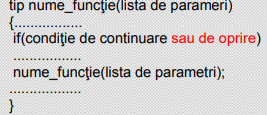 tip nume_funcţie(lista de parameri)
{................
if(condiţie de continuare sau de oprire)
.................
nume_funcţie(lista de parametri);
..................
}